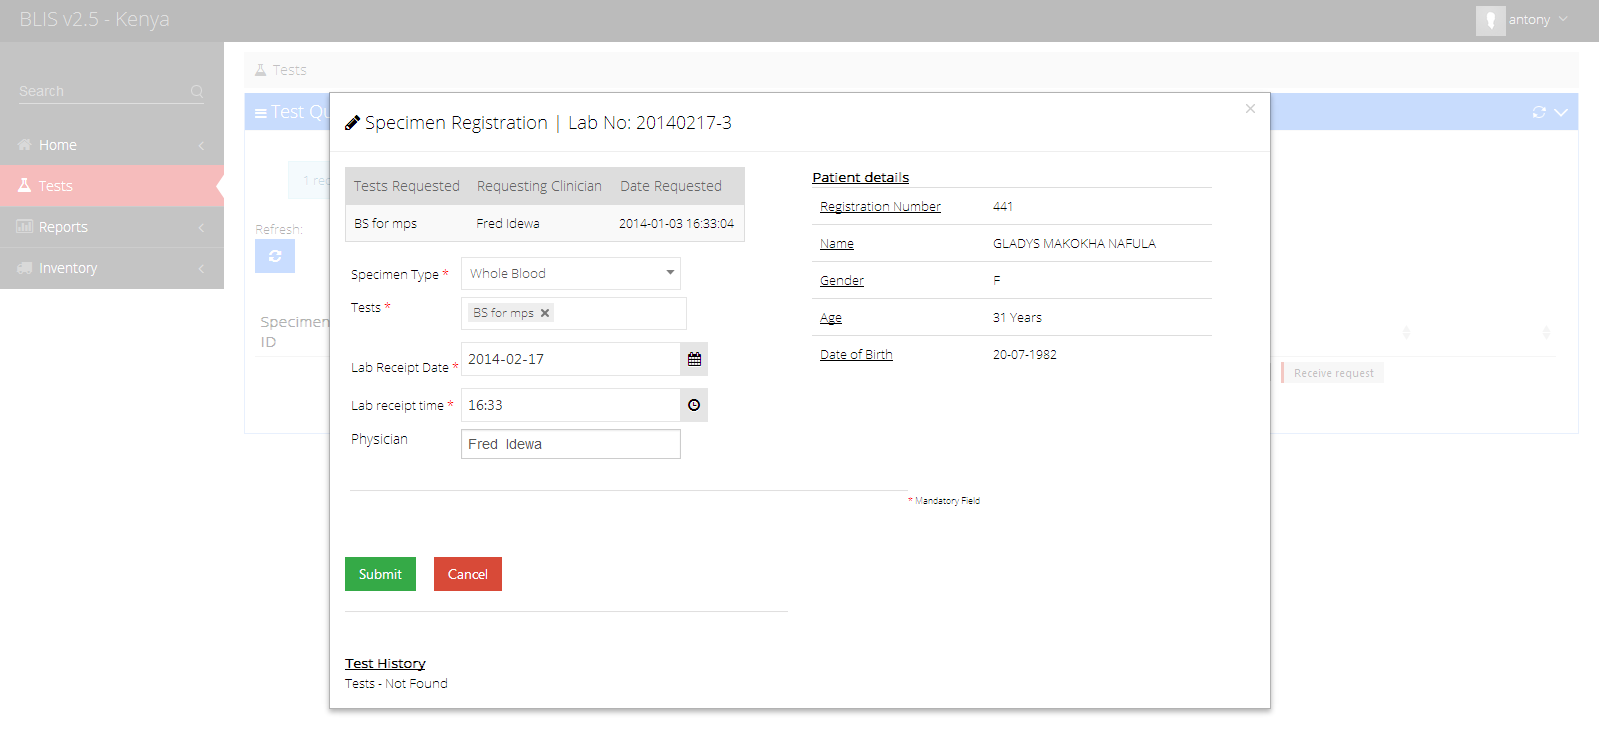 BLIS v2.5 - Kenya
antony
Search
Home
Tests
Reports
Inventory
Tests
Test Qu
1 rec
Refresh:
Specimen
ID
Receive request
Specimen Registration | Lab No: 20140217-3
Tests Requested Requesting Clinician Date Requested
BS for mps Fred Idewa 2014-01-03 16:33:04
Specimen Type * Whole Blood
Tests * BS for mps
Lab Receipt Date * 2014-02-17
Lab receipt time * 16:33
Physician Fred Idewa
* Mandatory Field
Submit Cancel
Test History
Tests - Not Found
Patient details
Registration Number 441
Name GLADYS MAKOKHA NAFULA
Gender F
Age 31 Years
Date of Birth 20-07-1982